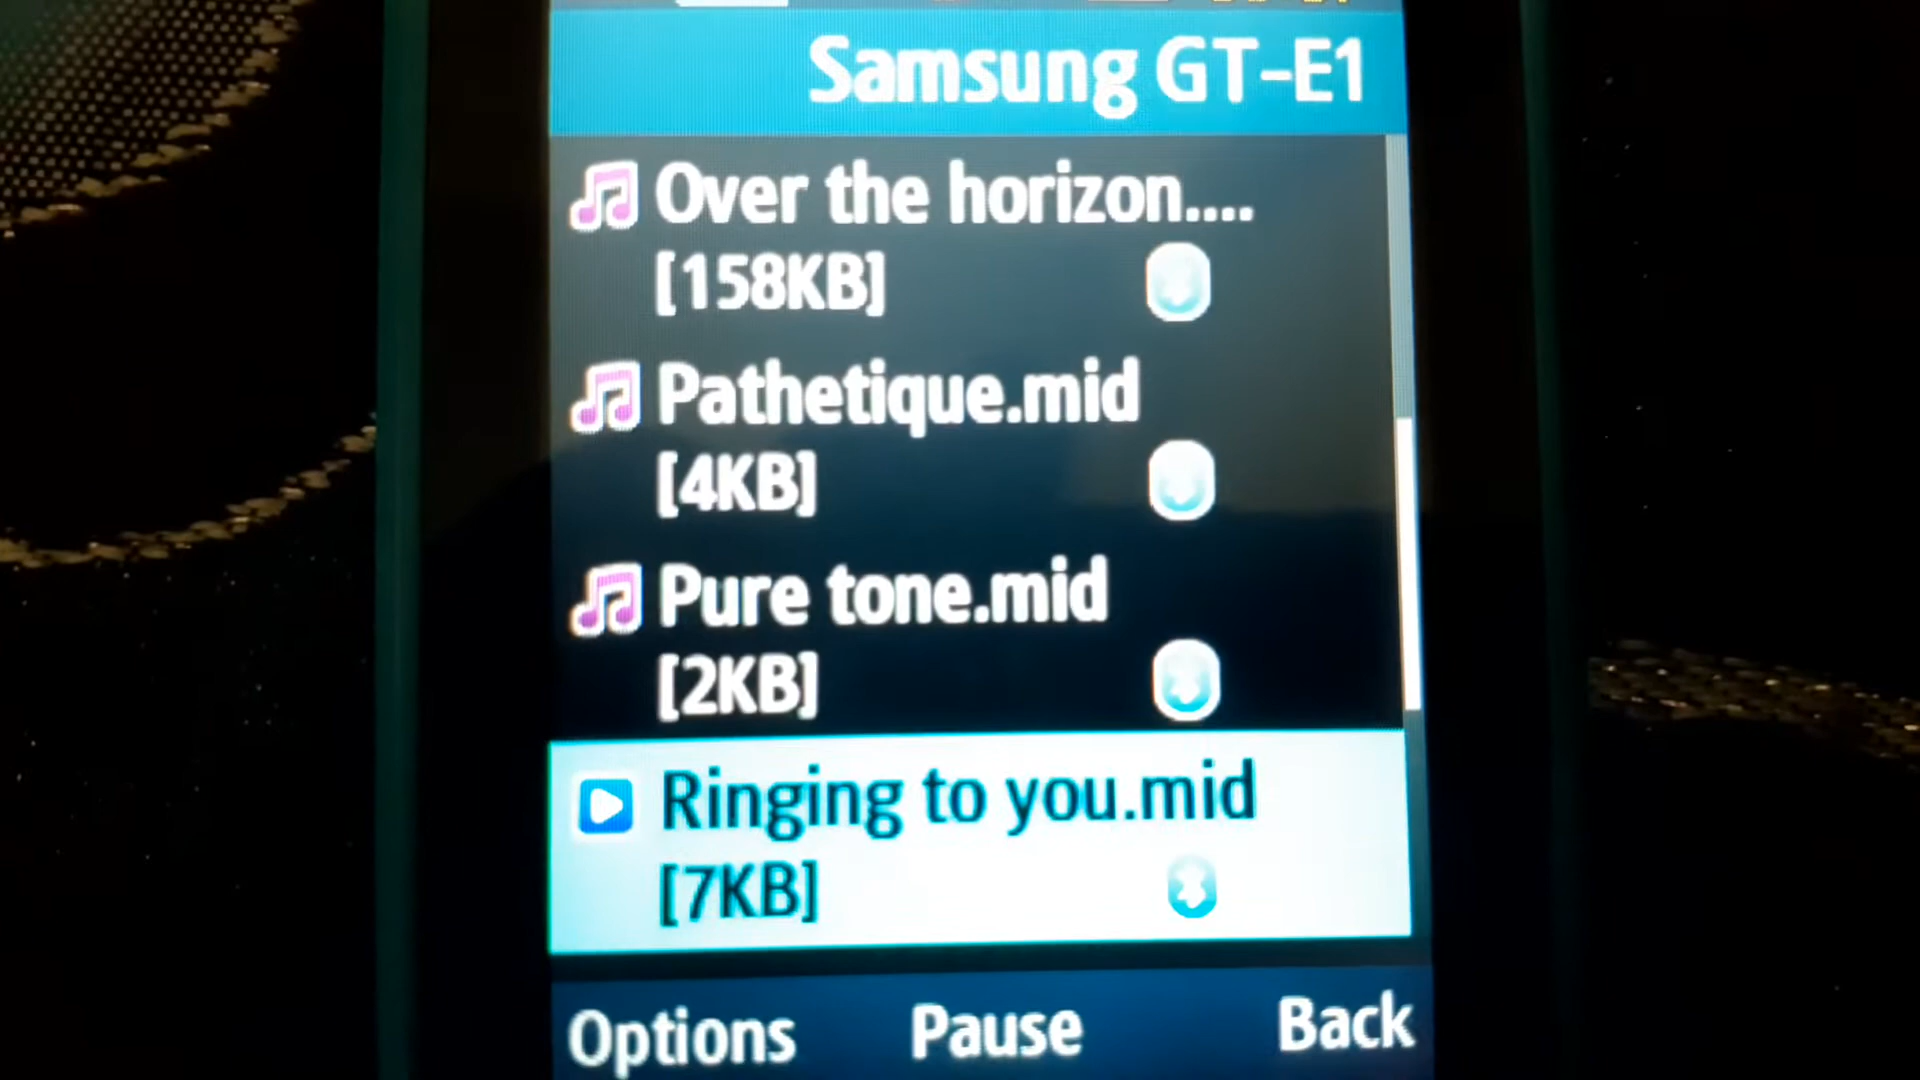 Samsung GT-E1
Over the horizon....
[158KB]
Pathetique.mid
[4KB]
Pure tone.mid
[2KB]
Ringing to you.mid
[7KB]
Options Pause Back